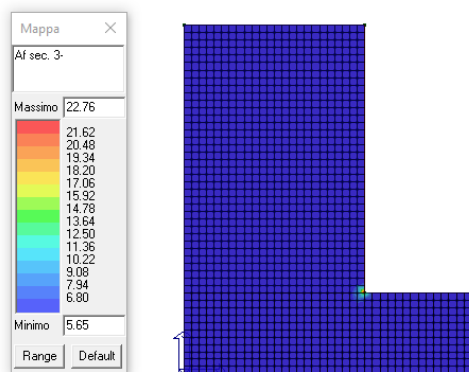 Mappa
Af sec. 3-
Massimo 22.76
21.62
20.48
19.34
18.20
17.06
15.92
14.78
13.64
12.50
11.36
10.22
9.08
7.94
6.80
Minimo 5.65
Range Default